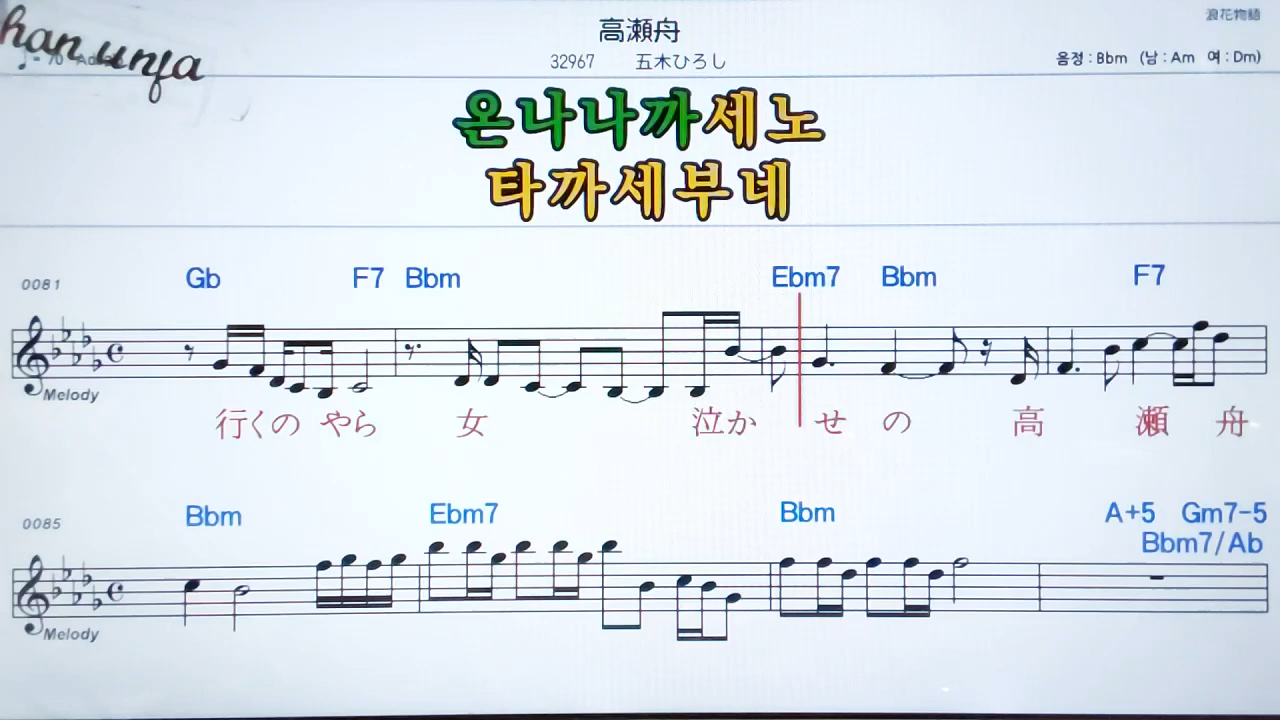 浪花物語
han unfa
高瀬舟
32967 五木ひろし
음정 : Bbm (남 : Am 여 : Dm)
온나나까세노
타까세부네
Gb F7 Bbm Ebm7 Bbm F7
0081
Melody
行くの やら 女 泣か せ の 高 瀬 舟
Bbm Ebm7 Bbm A+5 Gm7-5
0085
Bbm7/Ab
Melody